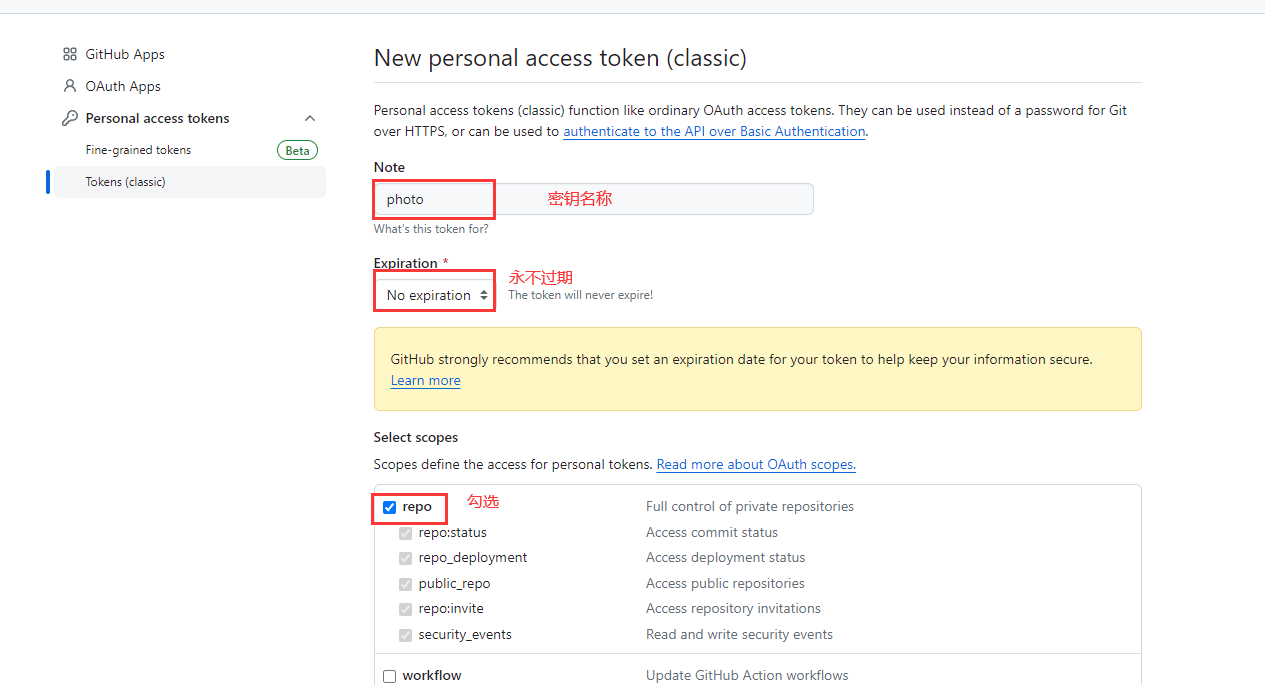 GitHub Apps
OAuth Apps
Personal access tokens
Fine-grained tokens
Beta
Tokens (classic)
New personal access token (classic)
Personal access tokens (classic) function like ordinary OAuth access tokens. They can be used instead of a password for Git
over HTTPS, or can be used to authenticate to the API over Basic Authentication.
Note
photo
密钥名称
What's this token for?
Expiration *
永不过期
No expiration
The token will never expire!
GitHub strongly recommends that you set an expiration date for your token to help keep your information secure.
Learn more
Select scopes
Scopes define the access for personal tokens. Read more about OAuth scopes.
repo
勾选
Full control of private repositories
repo:status
Access commit status
repo_deployment
Access deployment status
public_repo
Access public repositories
repo:invite
Access repository invitations
security_events
Read and write security events
workflow
Update GitHub Action workflows